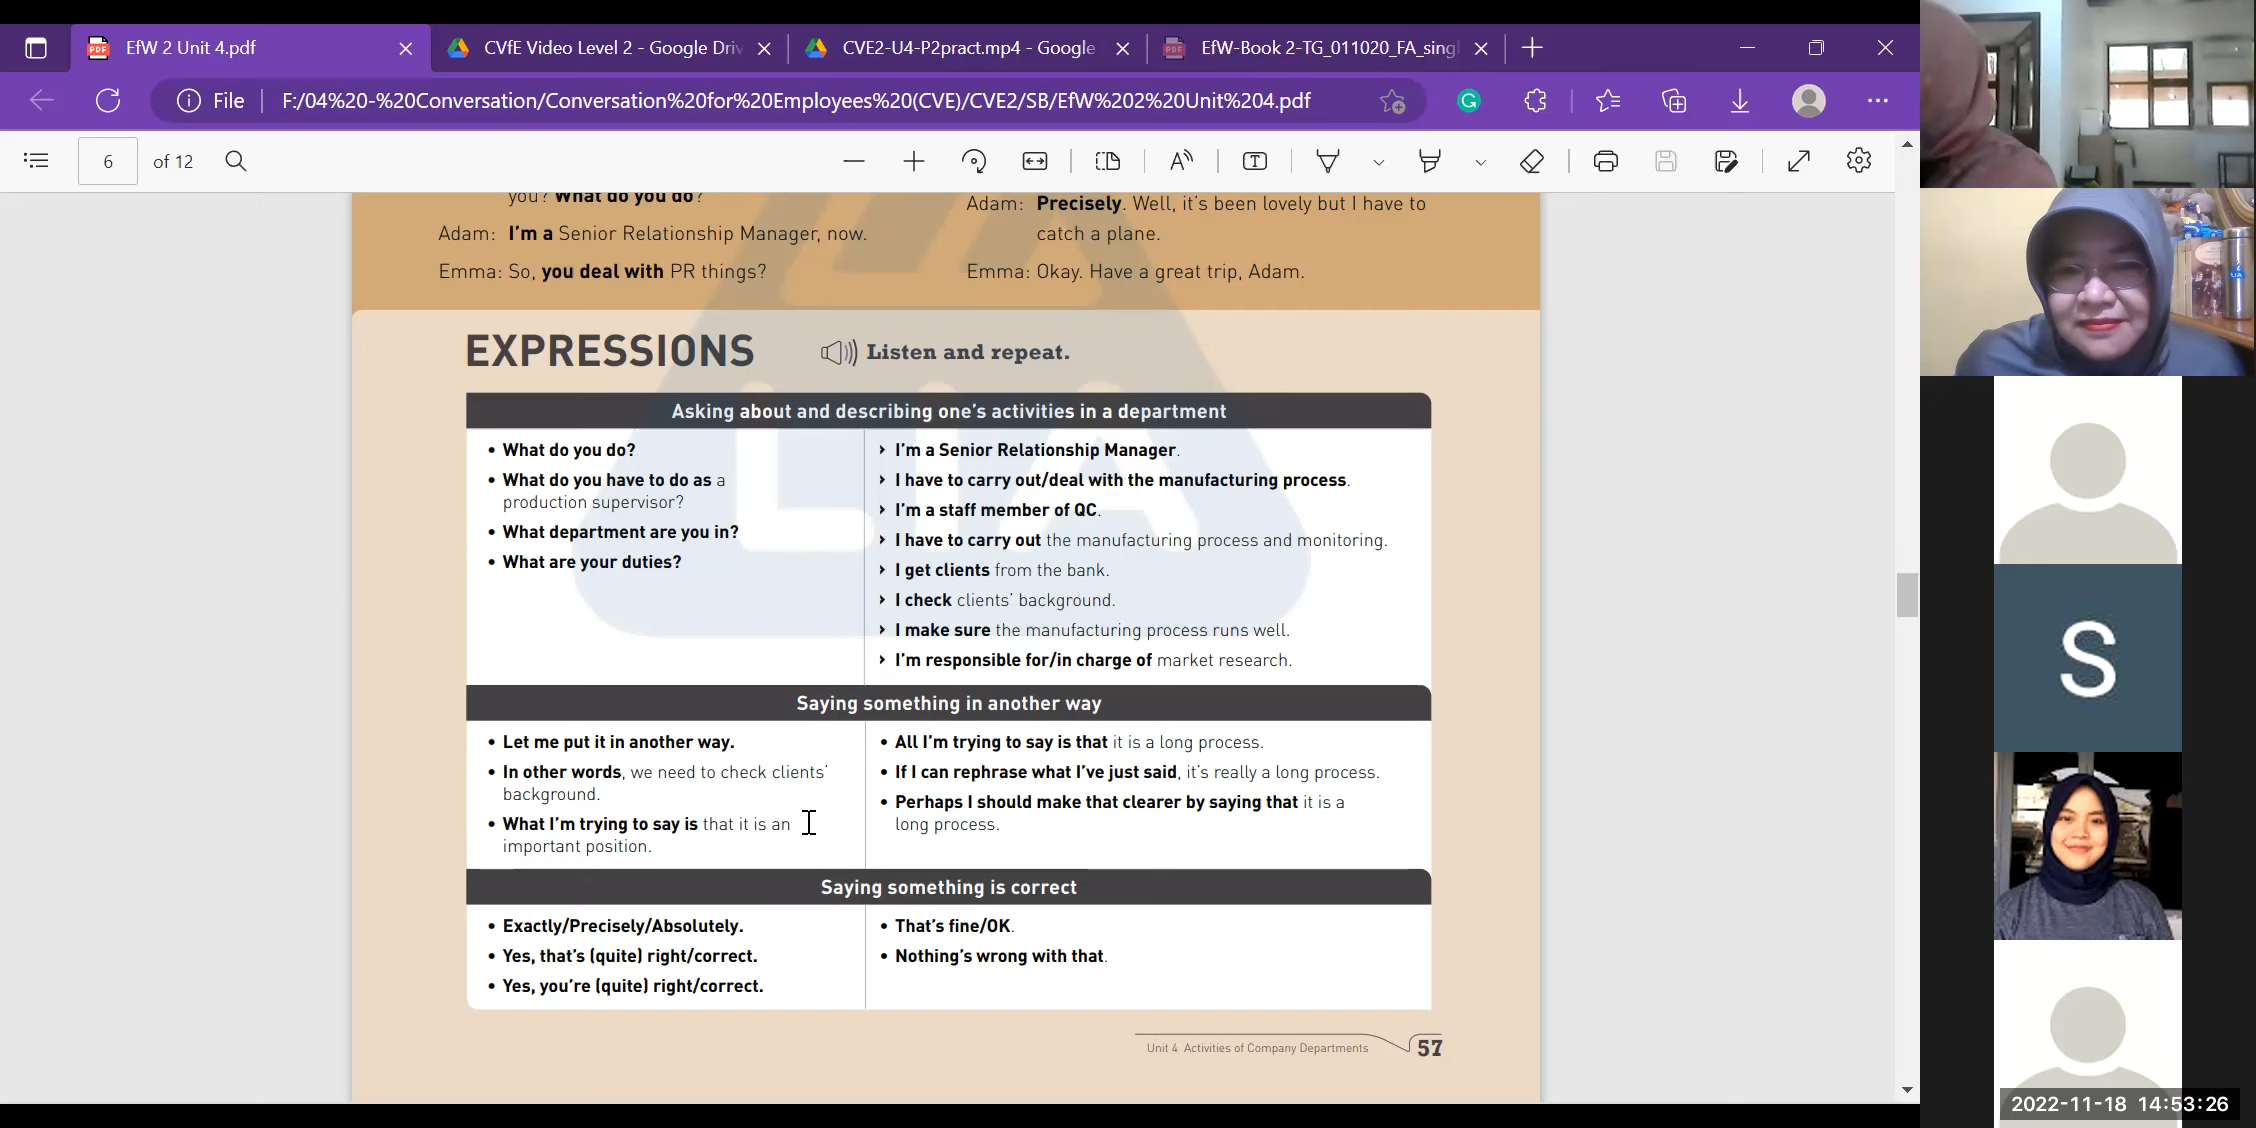 EfW 2 Unit 4.pdf
CVfE Video Level 2 - Google Driv
CVE2-U4-P2pract.mp4 - Google
EfW-Book 2-TG_011020_FA_singl
File
F:/04%20-%20Conversation/Conversation%20for%20Employees%20(CVE)/CVE2/SB/EfW%202%20Unit%204.pdf
6 of 12
you? What do you do?
Adam: I'm a Senior Relationship Manager, now.
Emma: So, you deal with PR things?
Adam: Precisely. Well, it's been lovely but I have to
catch a plane.
Emma: Okay. Have a great trip, Adam.
EXPRESSIONS
Listen and repeat.
LIA
Asking about and describing one's activities in a department
• What do you do?
• What do you have to do as a
production supervisor?
• What department are you in?
• What are your duties?
› I'm a Senior Relationship Manager.
› I have to carry out/deal with the manufacturing process.
› I'm a staff member of QC.
› I have to carry out the manufacturing process and monitoring.
› I get clients from the bank.
› I check clients' background.
› I make sure the manufacturing process runs well.
› I'm responsible for/in charge of market research.
Saying something in another way
• Let me put it in another way.
• In other words, we need to check clients'
background.
• What I'm trying to say is that it is an
important position.
• All I'm trying to say is that it is a long process.
• If I can rephrase what I've just said, it's really a long process.
• Perhaps I should make that clearer by saying that it is a
long process.
Saying something is correct
• Exactly/Precisely/Absolutely.
• Yes, that's (quite) right/correct.
• Yes, you're (quite) right/correct.
• That's fine/OK.
• Nothing's wrong with that.
Unit 4 Activities of Company Departments 57
UA
S
2022-11-18 14:53:26